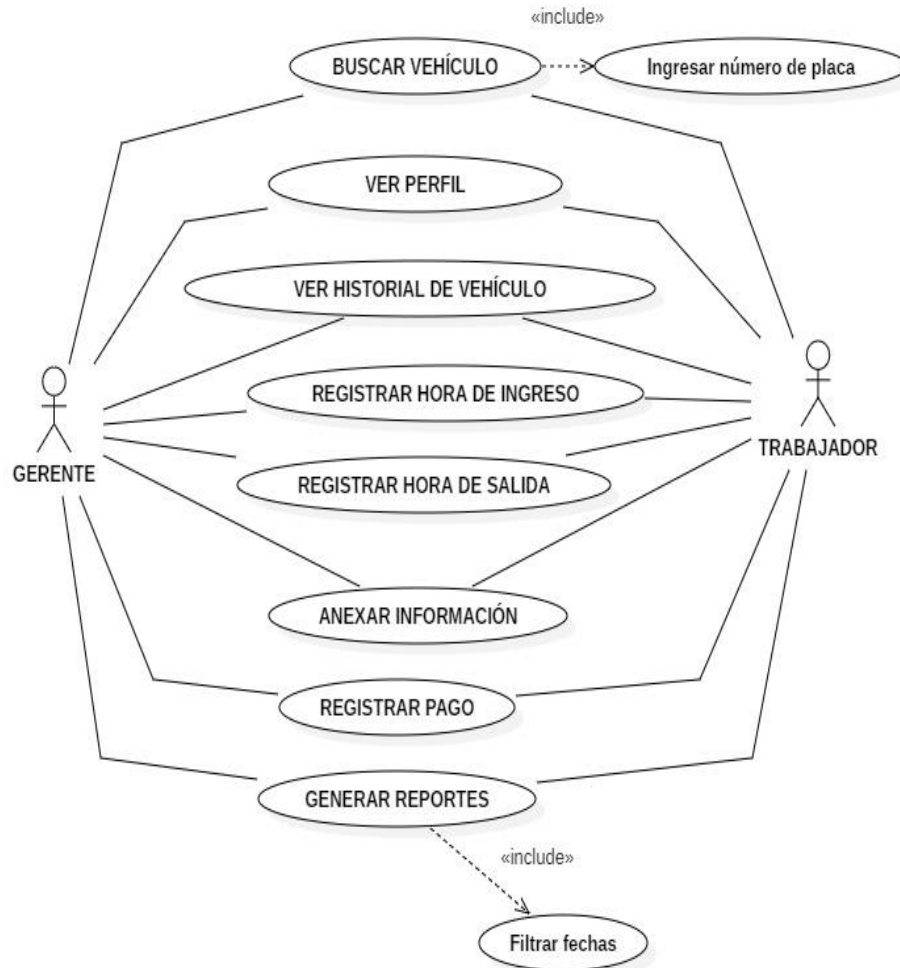 «include»
BUSCAR VEHÍCULO
Ingresar número de placa
VER PERFIL
VER HISTORIAL DE VEHÍCULO
REGISTRAR HORA DE INGRESO
TRABAJADOR
GERENTE
REGISTRAR HORA DE SALIDA
ANEXAR INFORMACIÓN
REGISTRAR PAGO
GENERAR REPORTES
«include»
Filtrar fechas